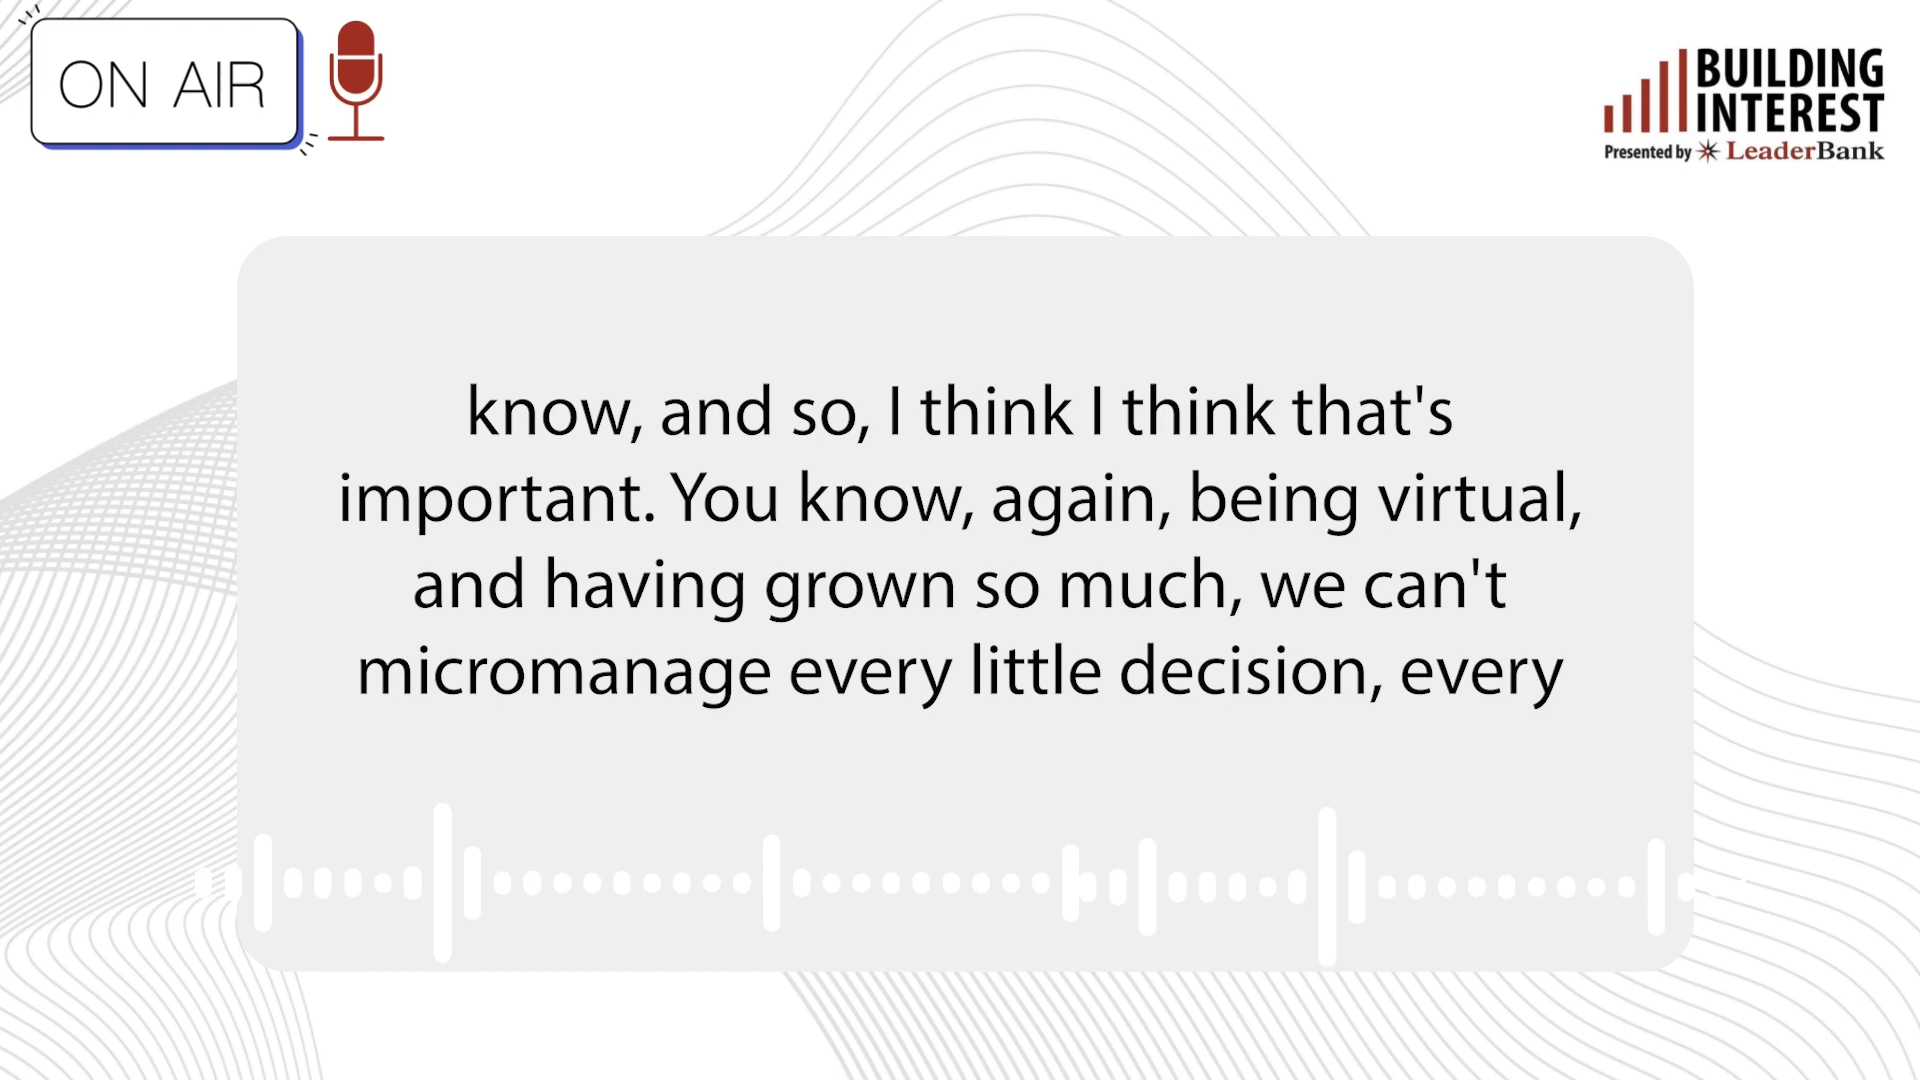 ON AIR
BUILDING
INTEREST
Presented by LeaderBank
know, and so, I think I think that's
important. You know, again, being virtual,
and having grown so much, we can't
micromanage every little decision, every